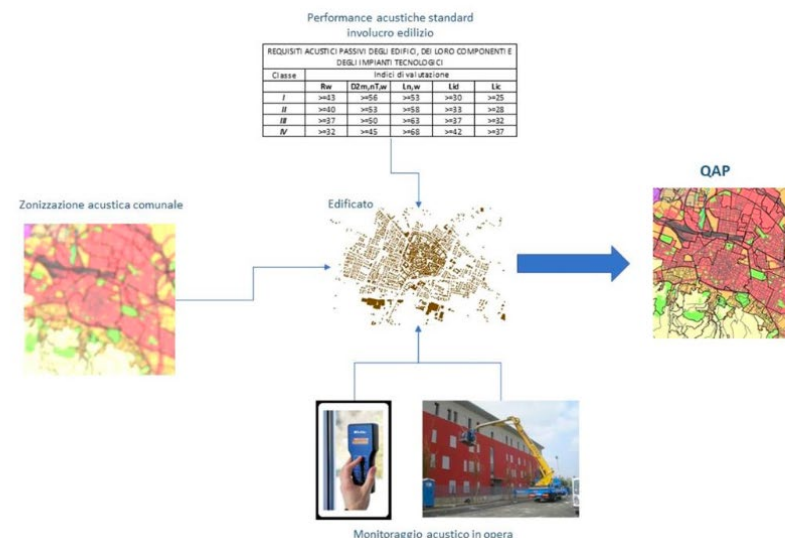 Performance acustiche standard
involucro edilizio
REQUISITI ACUSTICI PASSIVI DEGLI EDIFICI, DEI LORO COMPONENTI E
DEGLI IMPIANTI TECNOLOGICI
Classe Indici di valutazione
Rw D2m,nT,w Ln,w Lid Lic
I >=43 >=56 >=53 >=30 >=25
II >=40 >=53 >=58 >=33 >=28
III >=37 >=50 >=63 >=37 >=32
IV >=32 >=45 >=68 >=42 >=37
QAP
Zonizzazione acustica comunale
Edificato
Monitoraggio acustico in opera